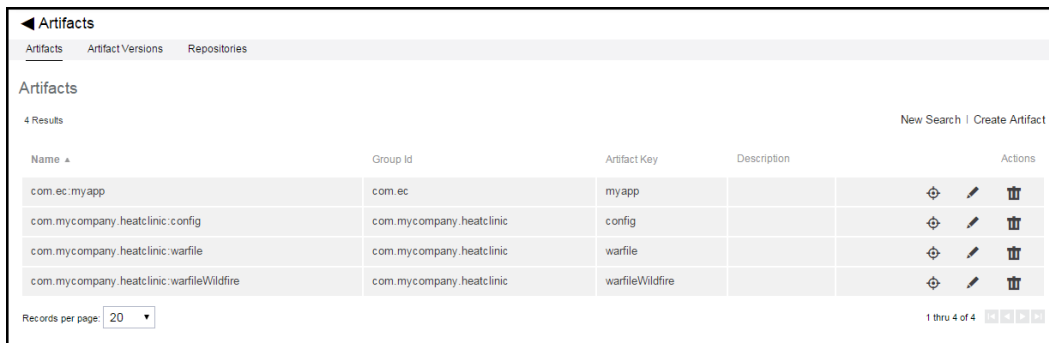 Artifacts
Artifacts Artifact Versions Repositories
Artifacts
4 Results New Search | Create Artifact
Name Group Id Artifact Key Description Actions
com.ec:myapp com.ec myapp
com.mycompany.heatclinic:config com.mycompany.heatclinic config
com.mycompany.heatclinic:warfile com.mycompany.heatclinic warfile
com.mycompany.heatclinic:warfileWildfire com.mycompany.heatclinic warfileWildfire
Records per page: 20 1 thru 4 of 4